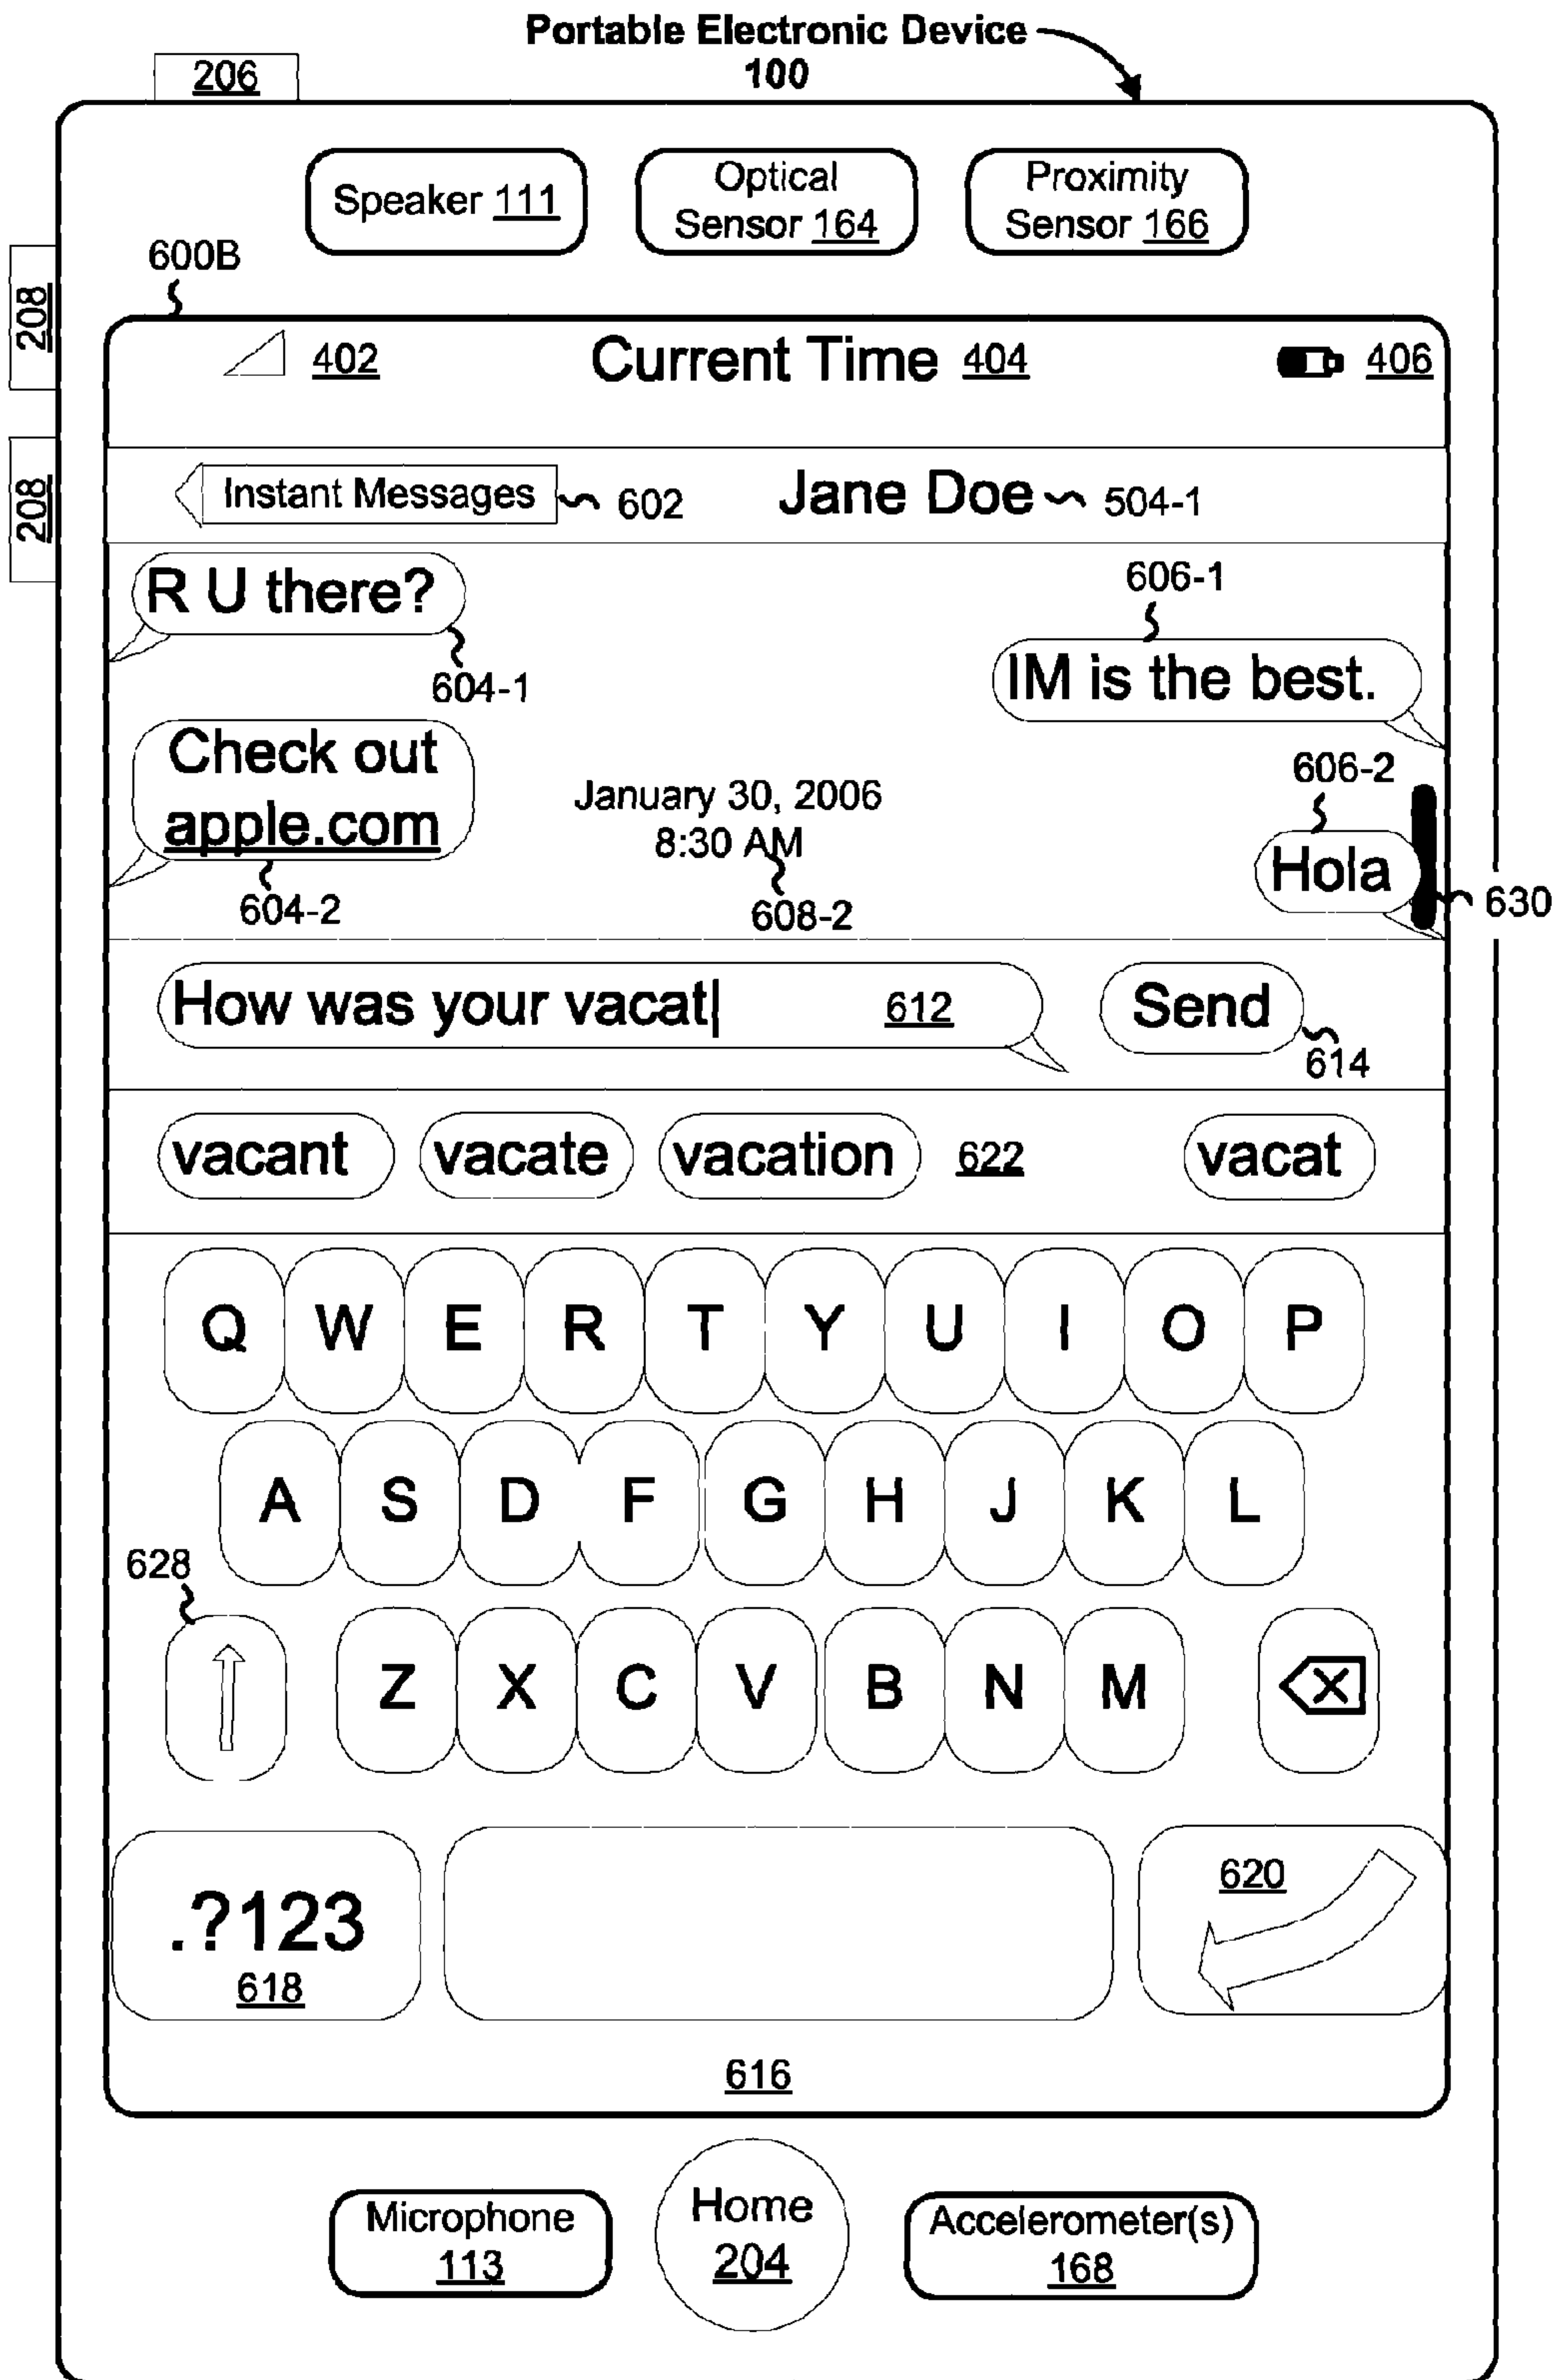 Portable Electronic Device
100
206
Speaker 111
Optical
Sensor 164
Proximity
Sensor 166
600B
208
402
Current Time 404
406
208
Instant Messages
602
Jane Doe
504-1
R U there?
604-1
606-1
IM is the best.
Check out
apple.com
604-2
January 30, 2006
8:30 AM
608-2
606-2
Hola
630
How was your vacat
612
Send
614
vacant
vacate
vacation
622
vacat
Q W E R T Y U I O P
A S D F G H J K L
628
Z X C V B N M
.?123
618
620
616
Microphone
113
Home
204
Accelerometer(s)
168